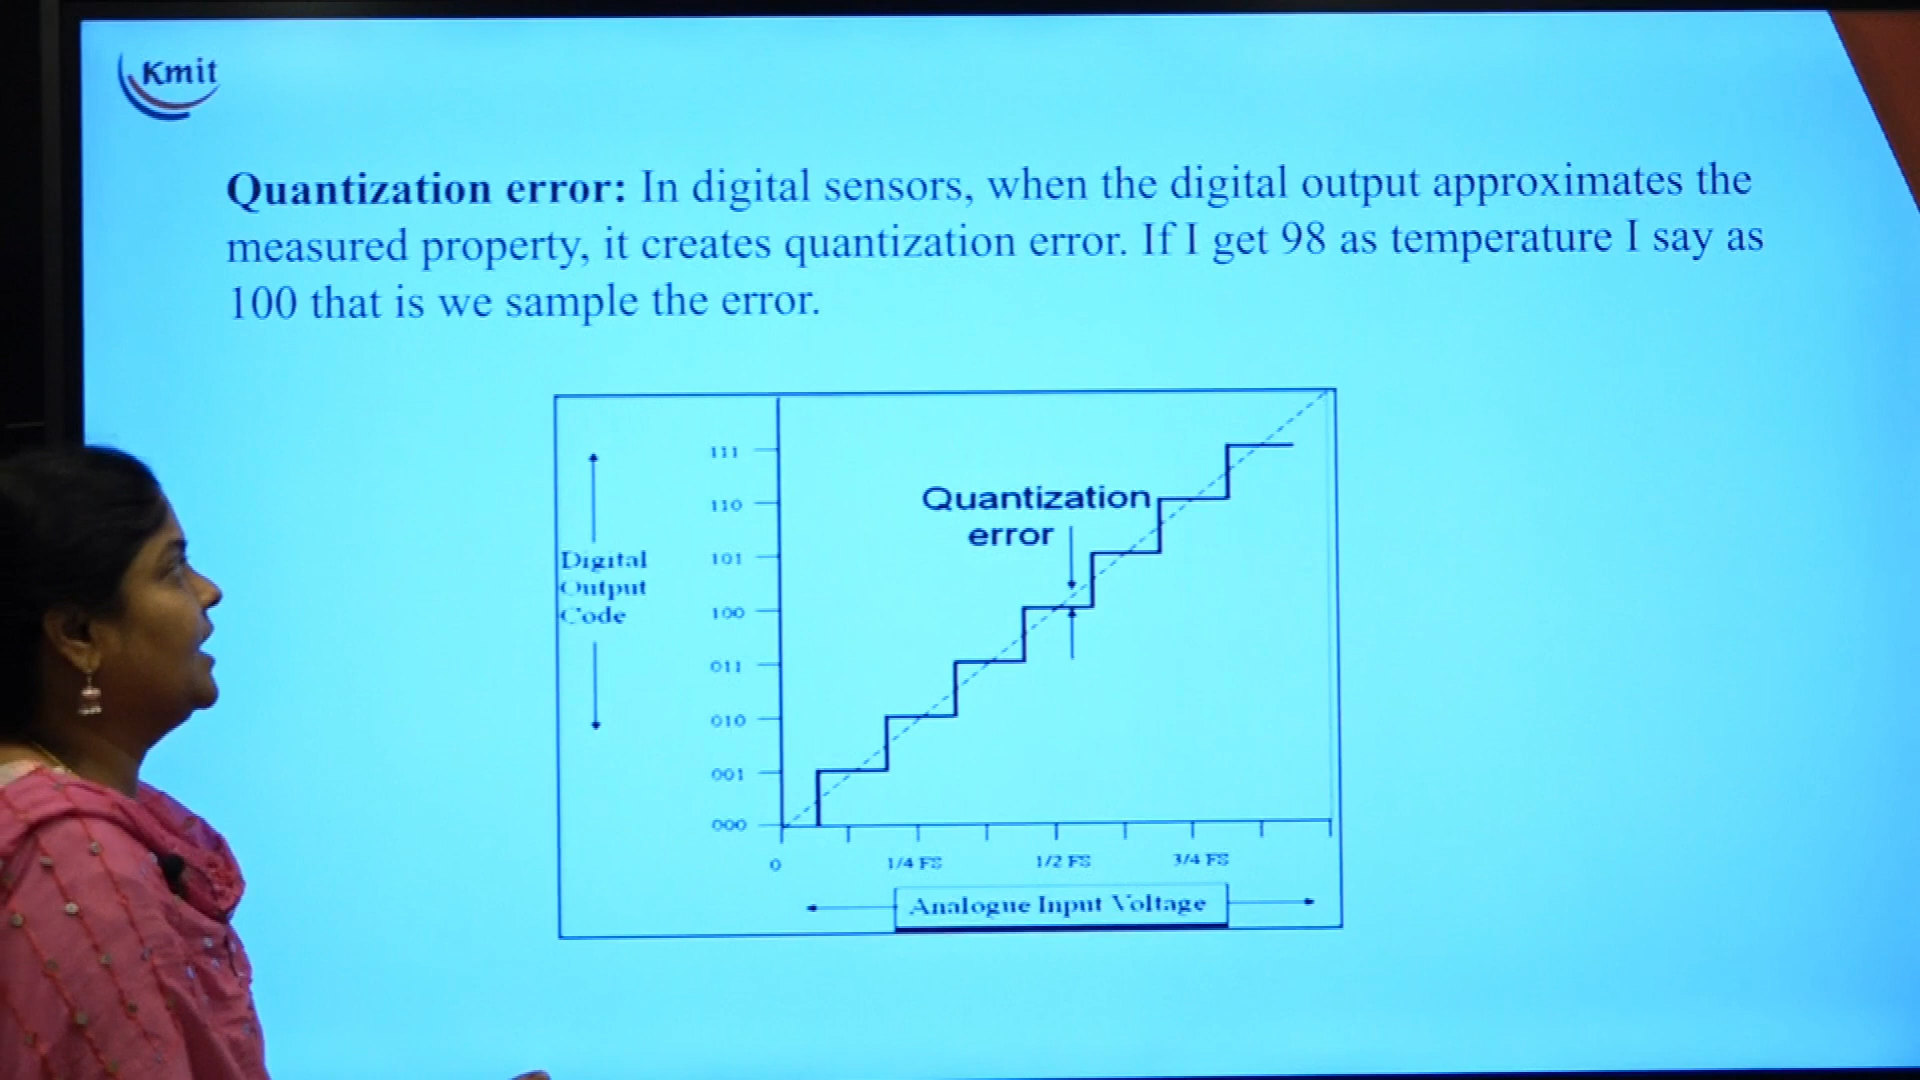 Kmit
Quantization error: In digital sensors, when the digital output approximates the
measured property, it creates quantization error. If I get 98 as temperature I say as
100 that is we sample the error.
111
110
101
100
011
010
001
000
Digital
Output
Code
Quantization
error
0
1/4 FS
1/2 FS
3/4 FS
Analogue Input Voltage